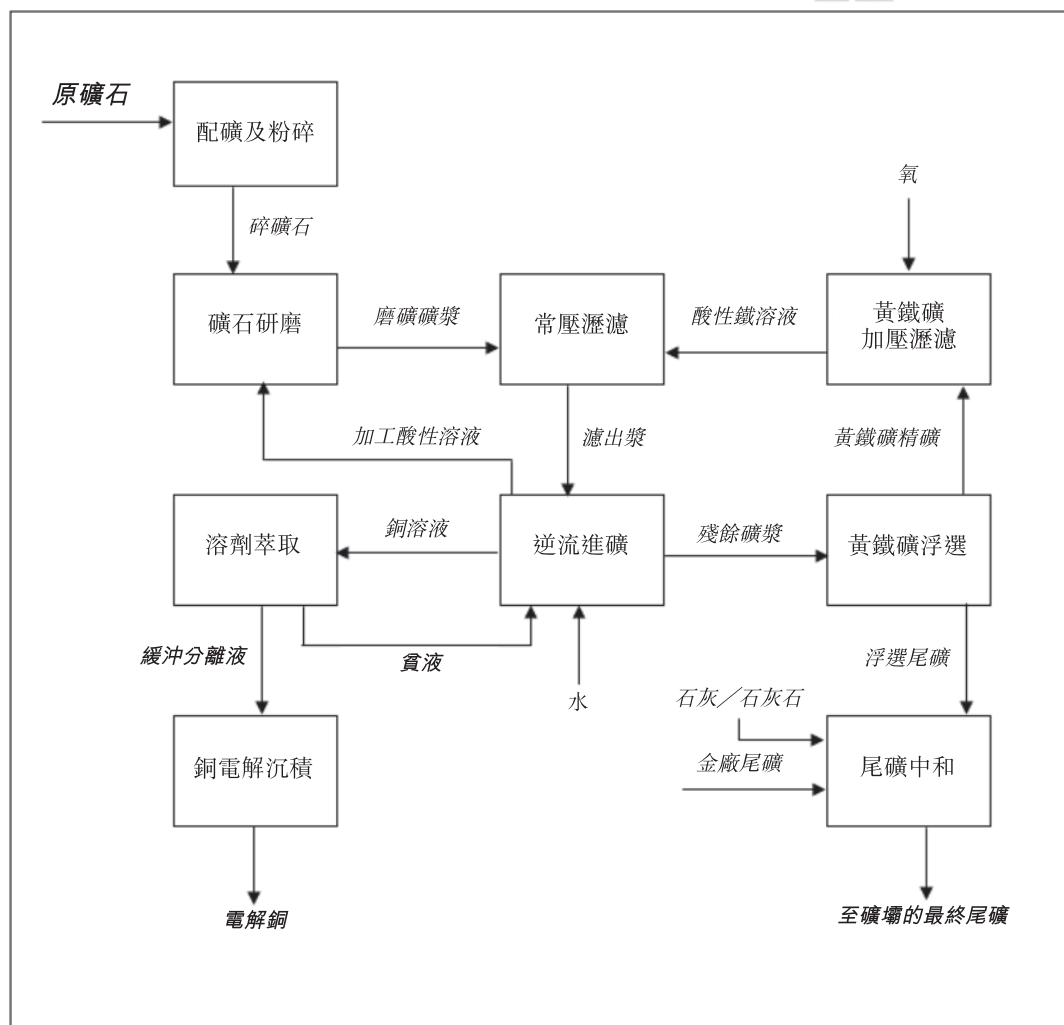 原礦石
配礦及粉碎
氧
碎礦石
礦石研磨
磨礦礦漿
常壓瀝濾
酸性鐵溶液
黃鐵礦
加壓瀝濾
加工酸性溶液
濾出漿
黃鐵礦精礦
溶劑萃取
銅溶液
逆流進礦
殘餘礦漿
黃鐵礦浮選
緩沖分離液
貧液
水
浮選尾礦
石灰／石灰石
銅電解沉積
金廠尾礦
尾礦中和
電解銅
至礦壩的最終尾礦